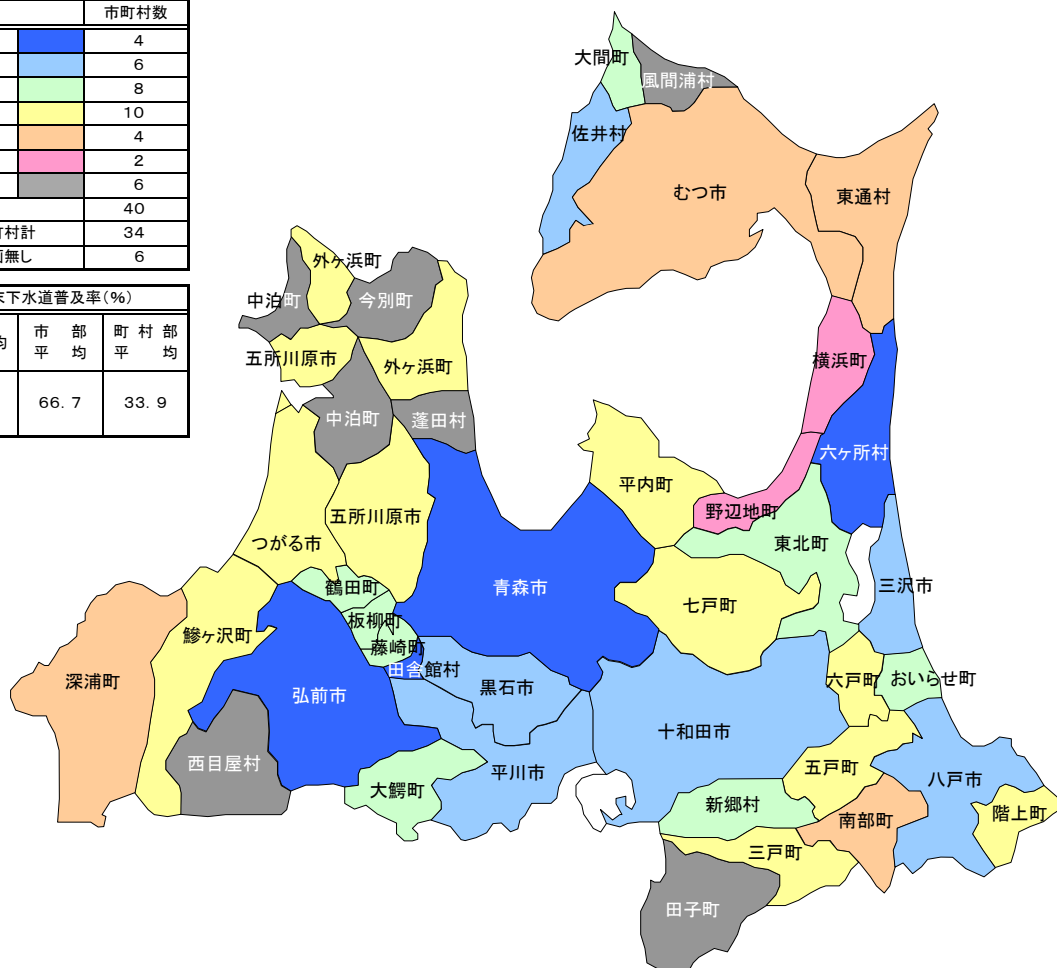 市町村数
4
6
8
10
4
2
6
40
町村計 34
無し 6
下水道普及率(%)
均 市部平均 町村部平均
66.7 33.9
大間町
風間浦村
佐井村
むつ市
東通村
外ヶ浜町
中泊町
今別町
五所川原市
外ヶ浜町
横浜町
中泊町
蓬田村
六ヶ所村
平内町
野辺地町
五所川原市
つがる市
東北町
青森市
三沢市
鶴田町
七戸町
板柳町
鰺ヶ沢町
藤崎町
田舎館村
深浦町
弘前市
黒石市
六戸町
おいらせ町
十和田市
西目屋村
平川市
五戸町
八戸市
大鰐町
新郷村
南部町
階上町
三戸町
田子町